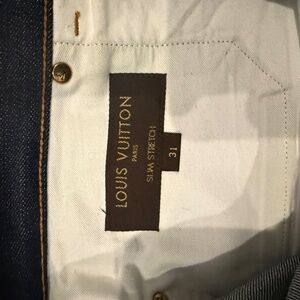 LOUIS VUITTON
PARIS
SLIM STRETCH
31